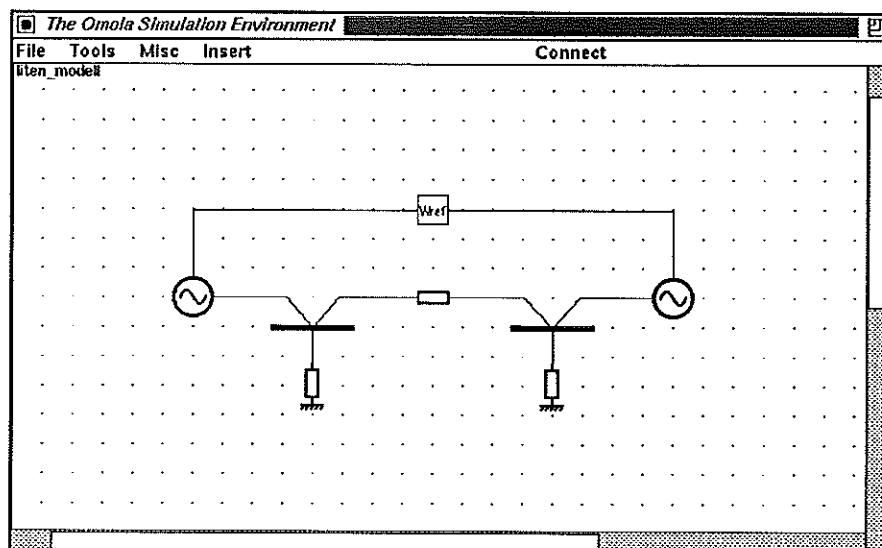 The Omola Simulation Environment
File Tools Misc Insert Connect
liten_modell
Wref